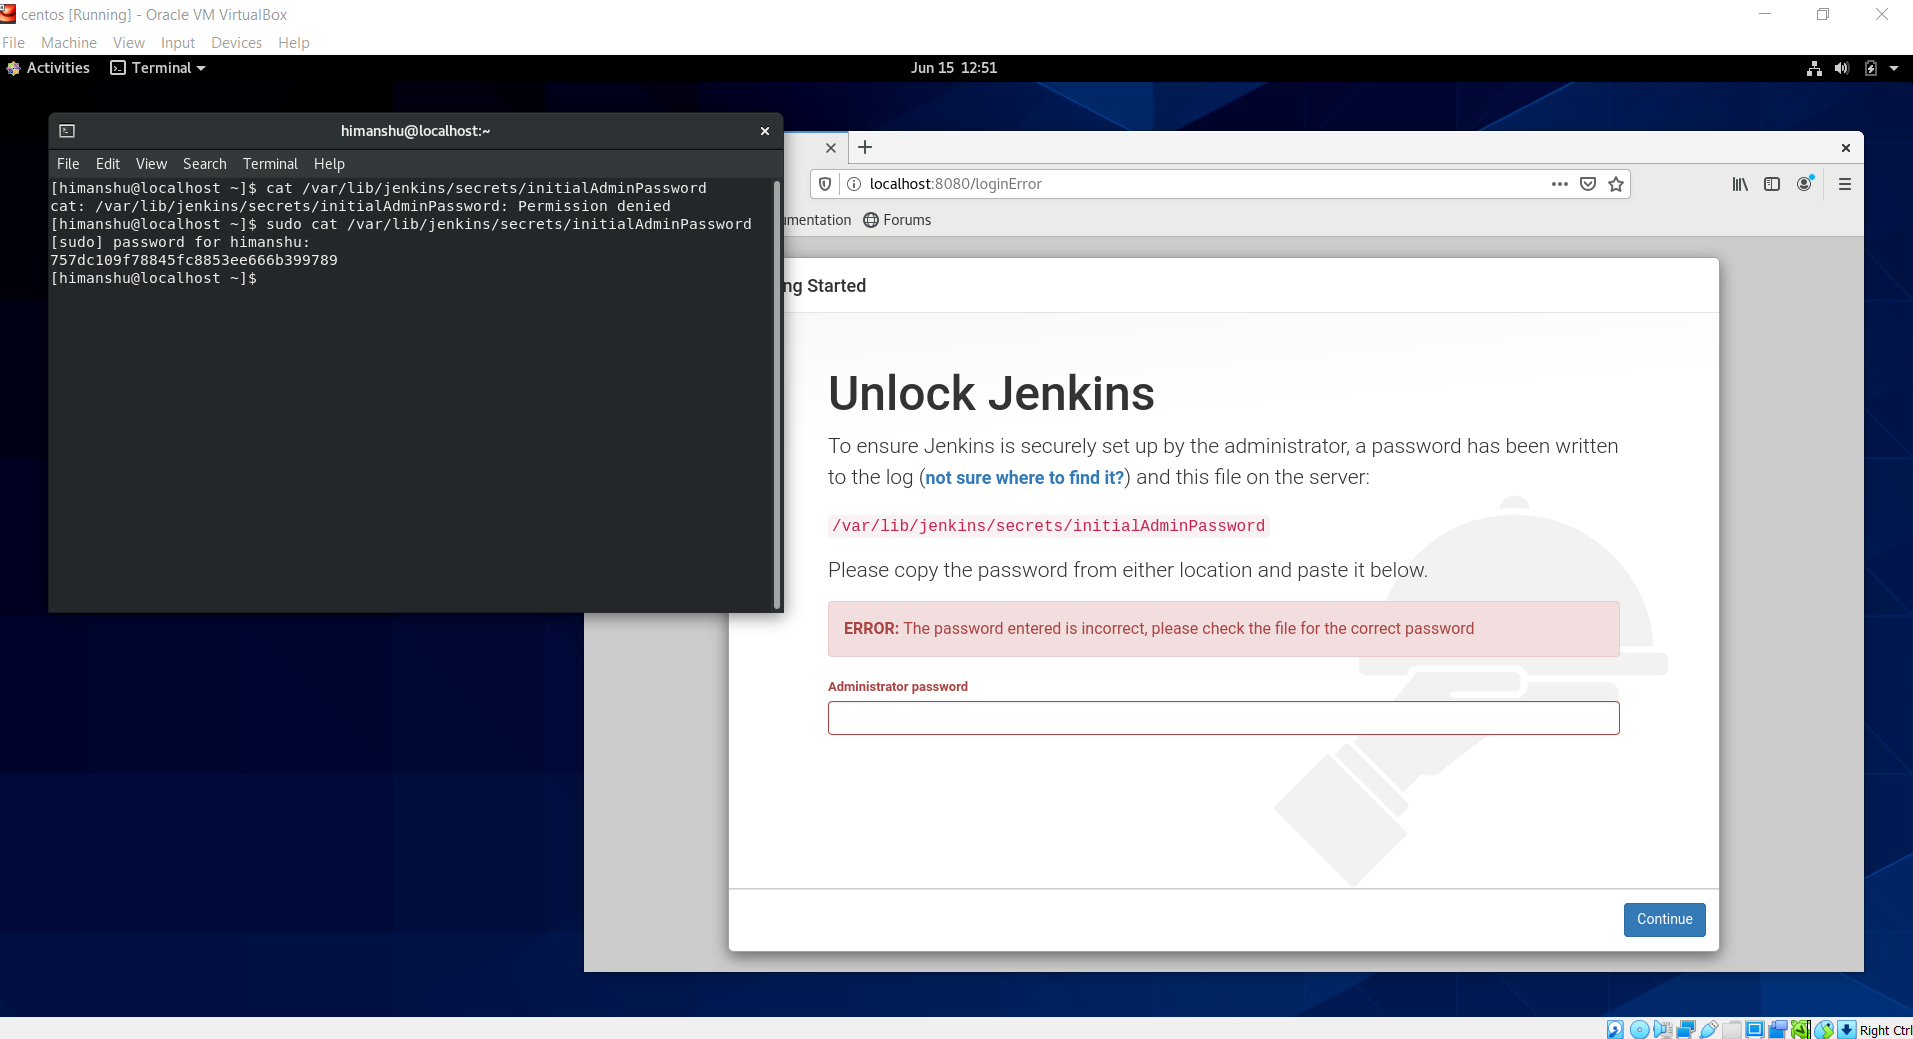 centos [Running] - Oracle VM VirtualBox
File Machine View Input Devices Help
Activities Terminal Jun 15 12:51
himanshu@localhost:~
File Edit View Search Terminal Help
[himanshu@localhost ~]$ cat /var/lib/jenkins/secrets/initialAdminPassword
cat: /var/lib/jenkins/secrets/initialAdminPassword: Permission denied
[himanshu@localhost ~]$ sudo cat /var/lib/jenkins/secrets/initialAdminPassword
[sudo] password for himanshu:
757dc109f78845fc8853ee666b399789
[himanshu@localhost ~]$
localhost:8080/loginError
umentation Forums
ng Started
Unlock Jenkins
To ensure Jenkins is securely set up by the administrator, a password has been written
to the log (not sure where to find it?) and this file on the server:
/var/lib/jenkins/secrets/initialAdminPassword
Please copy the password from either location and paste it below.
ERROR: The password entered is incorrect, please check the file for the correct password
Administrator password
Continue
Right Ctrl